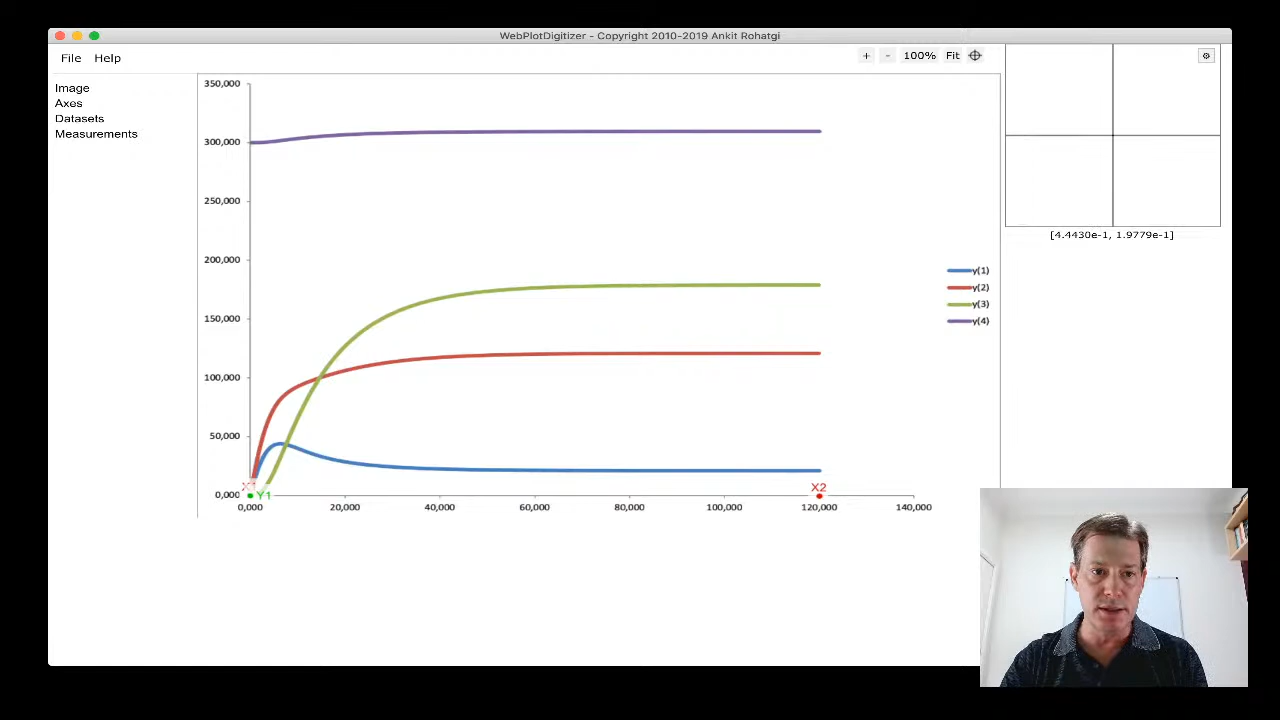 WebPlotDigitizer - Copyright 2010-2019 Ankit Rohatgi
File Help
+ - 100% Fit
Image
Axes
Datasets
Measurements
350,000
300,000
250,000
200,000
150,000
100,000
50,000
0,000
X1
Y1
X2
0,000 20,000 40,000 60,000 80,000 100,000 120,000 140,000
y(1)
y(2)
y(3)
y(4)
[4.4430e-1, 1.9779e-1]